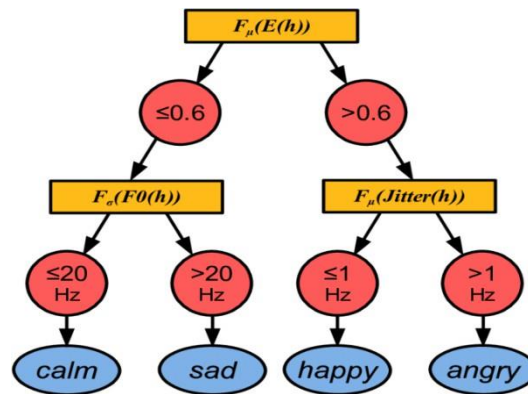 Fμ(E(h))
≤0.6
>0.6
Fσ(F0(h))
Fμ(Jitter(h))
≤20
Hz
>20
Hz
≤1
Hz
>1
Hz
calm
sad
happy
angry